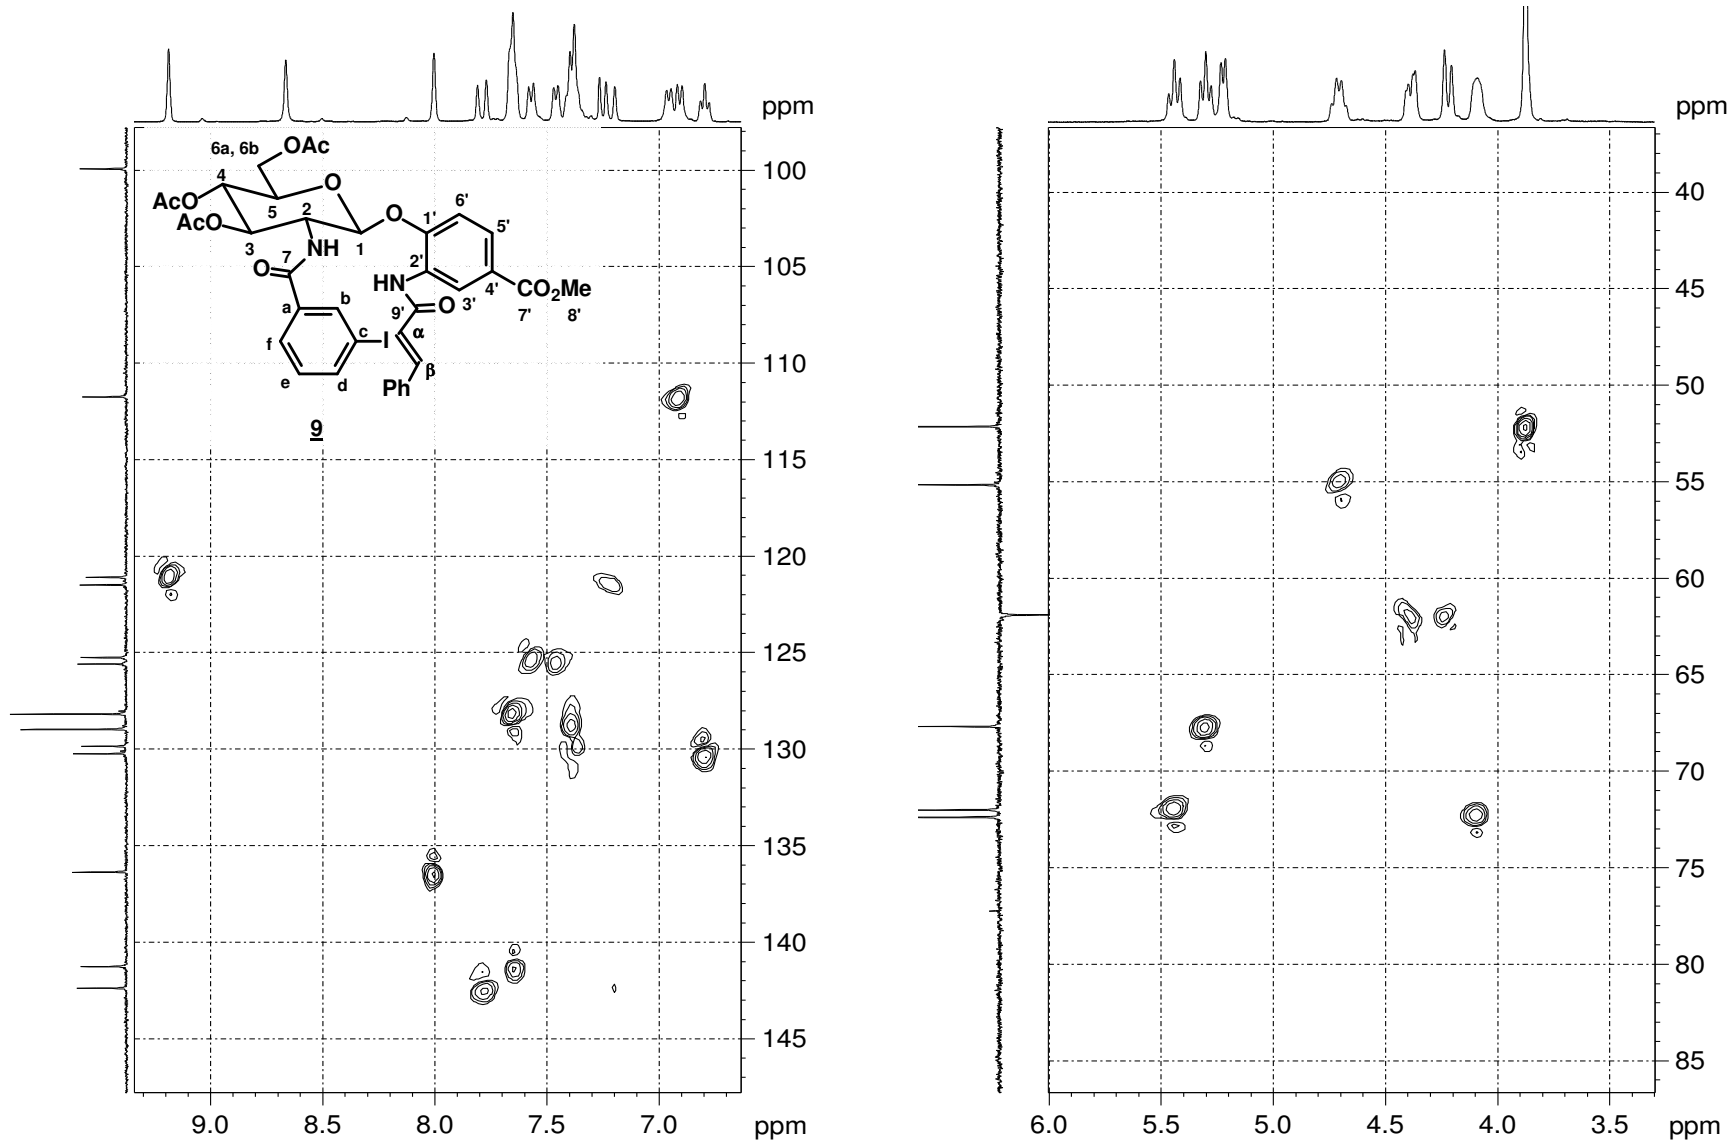 ppm
ppm
6a, 6b
OAc
100
4
AcO
O
5
2
O
6'
40
AcO
1'
5'
3
NH
1
7
2'
105
O
HN
4'
CO₂Me
3'
7'
8'
45
a
b
9'
O
c
I
α
f
e
d
Ph
β
110
50
9
115
55
120
60
125
65
130
70
135
75
140
80
145
85
9.0 8.5 8.0 7.5 7.0 ppm
6.0 5.5 5.0 4.5 4.0 3.5 ppm